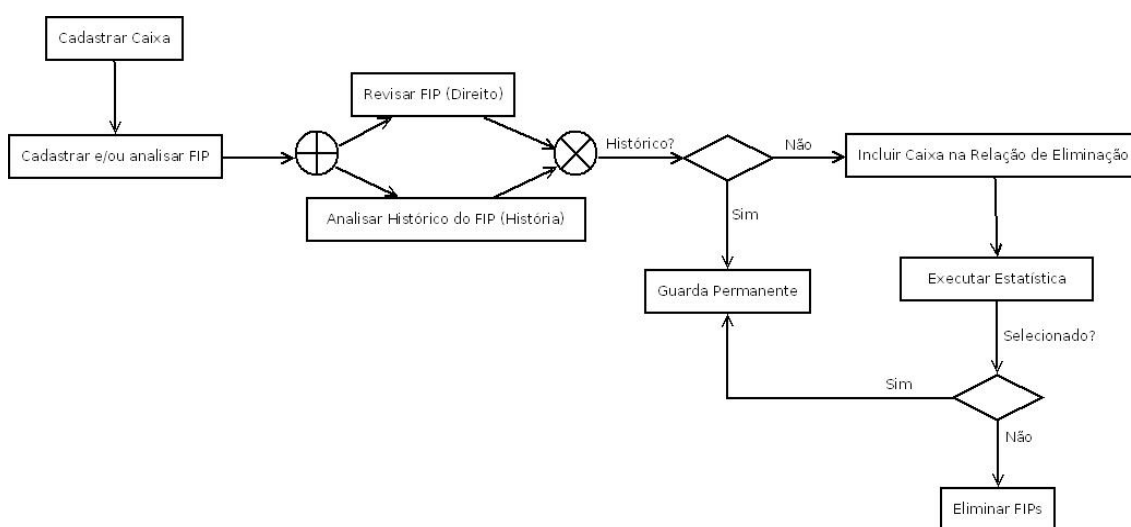 Cadastrar Caixa
Cadastrar e/ou analisar FIP
Revisar FIP (Direito)
Analisar Histórico do FIP (História)
Histórico?
Não
Incluir Caixa na Relação de Eliminação
Sim
Guarda Permanente
Executar Estatística
Selecionado?
Sim
Não
Eliminar FIPs